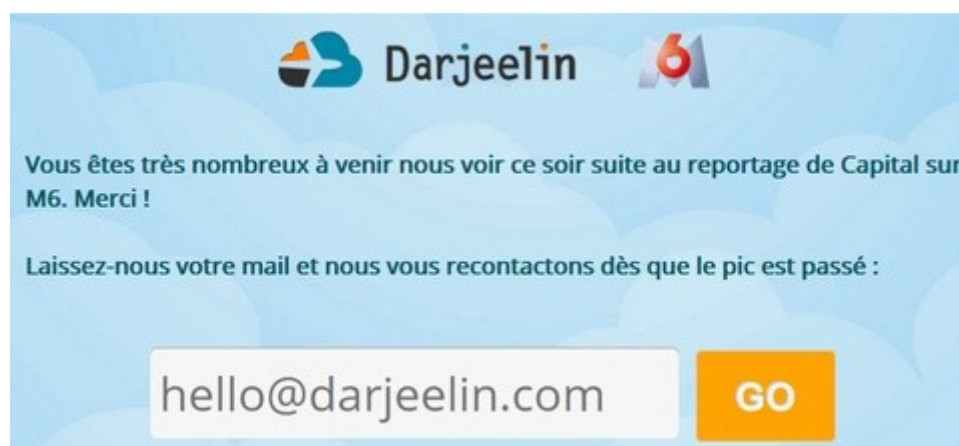 Darjeelin M6
Vous êtes très nombreux à venir nous voir ce soir suite au reportage de Capital sur
M6. Merci !
Laissez-nous votre mail et nous vous recontactons dès que le pic est passé :
hello@darjeelin.com GO